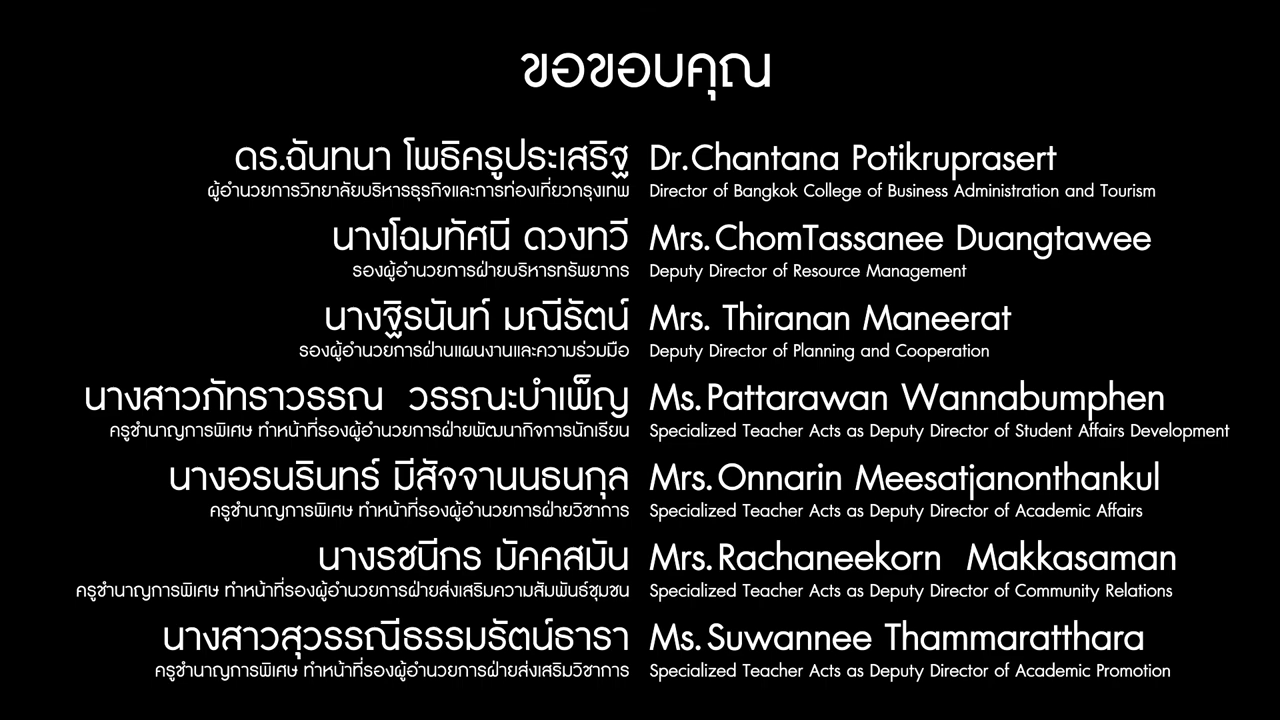 ขอขอบคุณ
ดร.ฉันทนา โพธิครูประเสริฐ Dr.Chantana Potikruprasert
ผู้อำนวยการวิทยาลัยบริหารธุรกิจและการท่องเที่ยวกรุงเทพ Director of Bangkok College of Business Administration and Tourism
นางโฉมทัศนี ดวงทวี Mrs. ChomTassanee Duangtawee
รองผู้อำนวยการฝ่ายบริหารทรัพยากร Deputy Director of Resource Management
นางฐิรนันท์ มณีรัตน์ Mrs. Thiranan Maneerat
รองผู้อำนวยการฝ่านแผนงานและความร่วมมือ Deputy Director of Planning and Cooperation
นางสาวภัทราวรรณ วรรณะบำเพ็ญ Ms. Pattarawan Wannabumphen
ครูชำนาญการพิเศษ ทำหน้าที่รองผู้อำนวยการฝ่ายพัฒนากิจการนักเรียน Specialized Teacher Acts as Deputy Director of Student Affairs Development
นางอรนรินทร์ มีสัจจานนธนกุล Mrs. Onnarin Meesatjanonthankul
ครูชำนาญการพิเศษ ทำหน้าที่รองผู้อำนวยการฝ่ายวิชาการ Specialized Teacher Acts as Deputy Director of Academic Affairs
นางรชนีกร มัคคสมัน Mrs. Rachaneekorn Makkasaman
ครูชำนาญการพิเศษ ทำหน้าที่รองผู้อำนวยการฝ่ายส่งเสริมความสัมพันธ์ชุมชน Specialized Teacher Acts as Deputy Director of Community Relations
นางสาวสุวรรณีธรรมรัตน์ธารา Ms. Suwannee Thammaratthara
ครูชำนาญการพิเศษ ทำหน้าที่รองผู้อำนวยการฝ่ายส่งเสริมวิชาการ Specialized Teacher Acts as Deputy Director of Academic Promotion